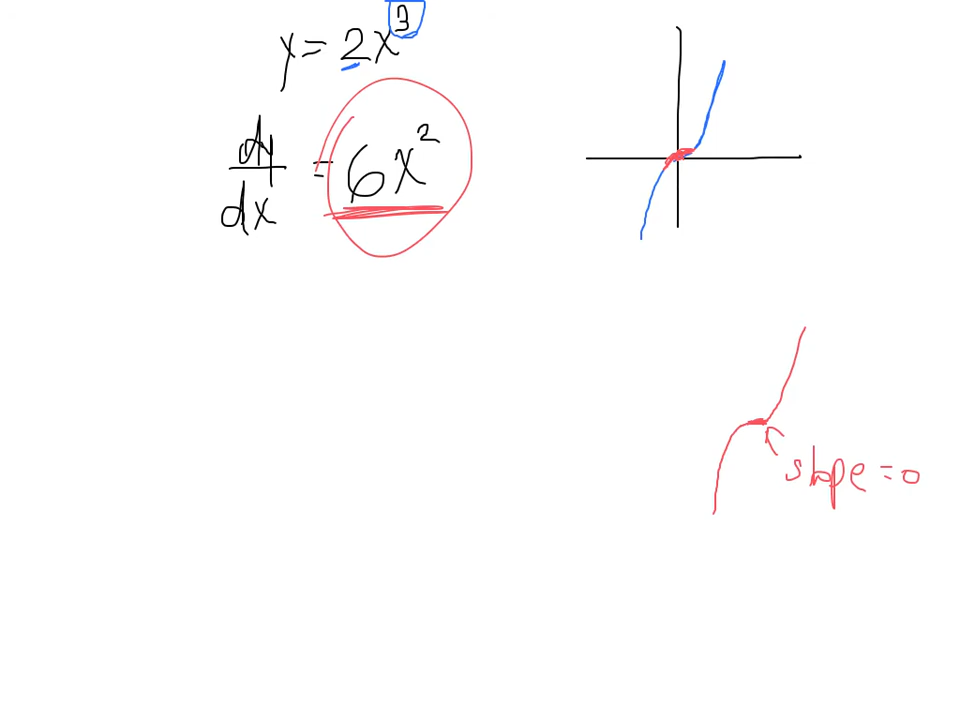 y = 2x³
dy/dx = 6x²
slope = 0